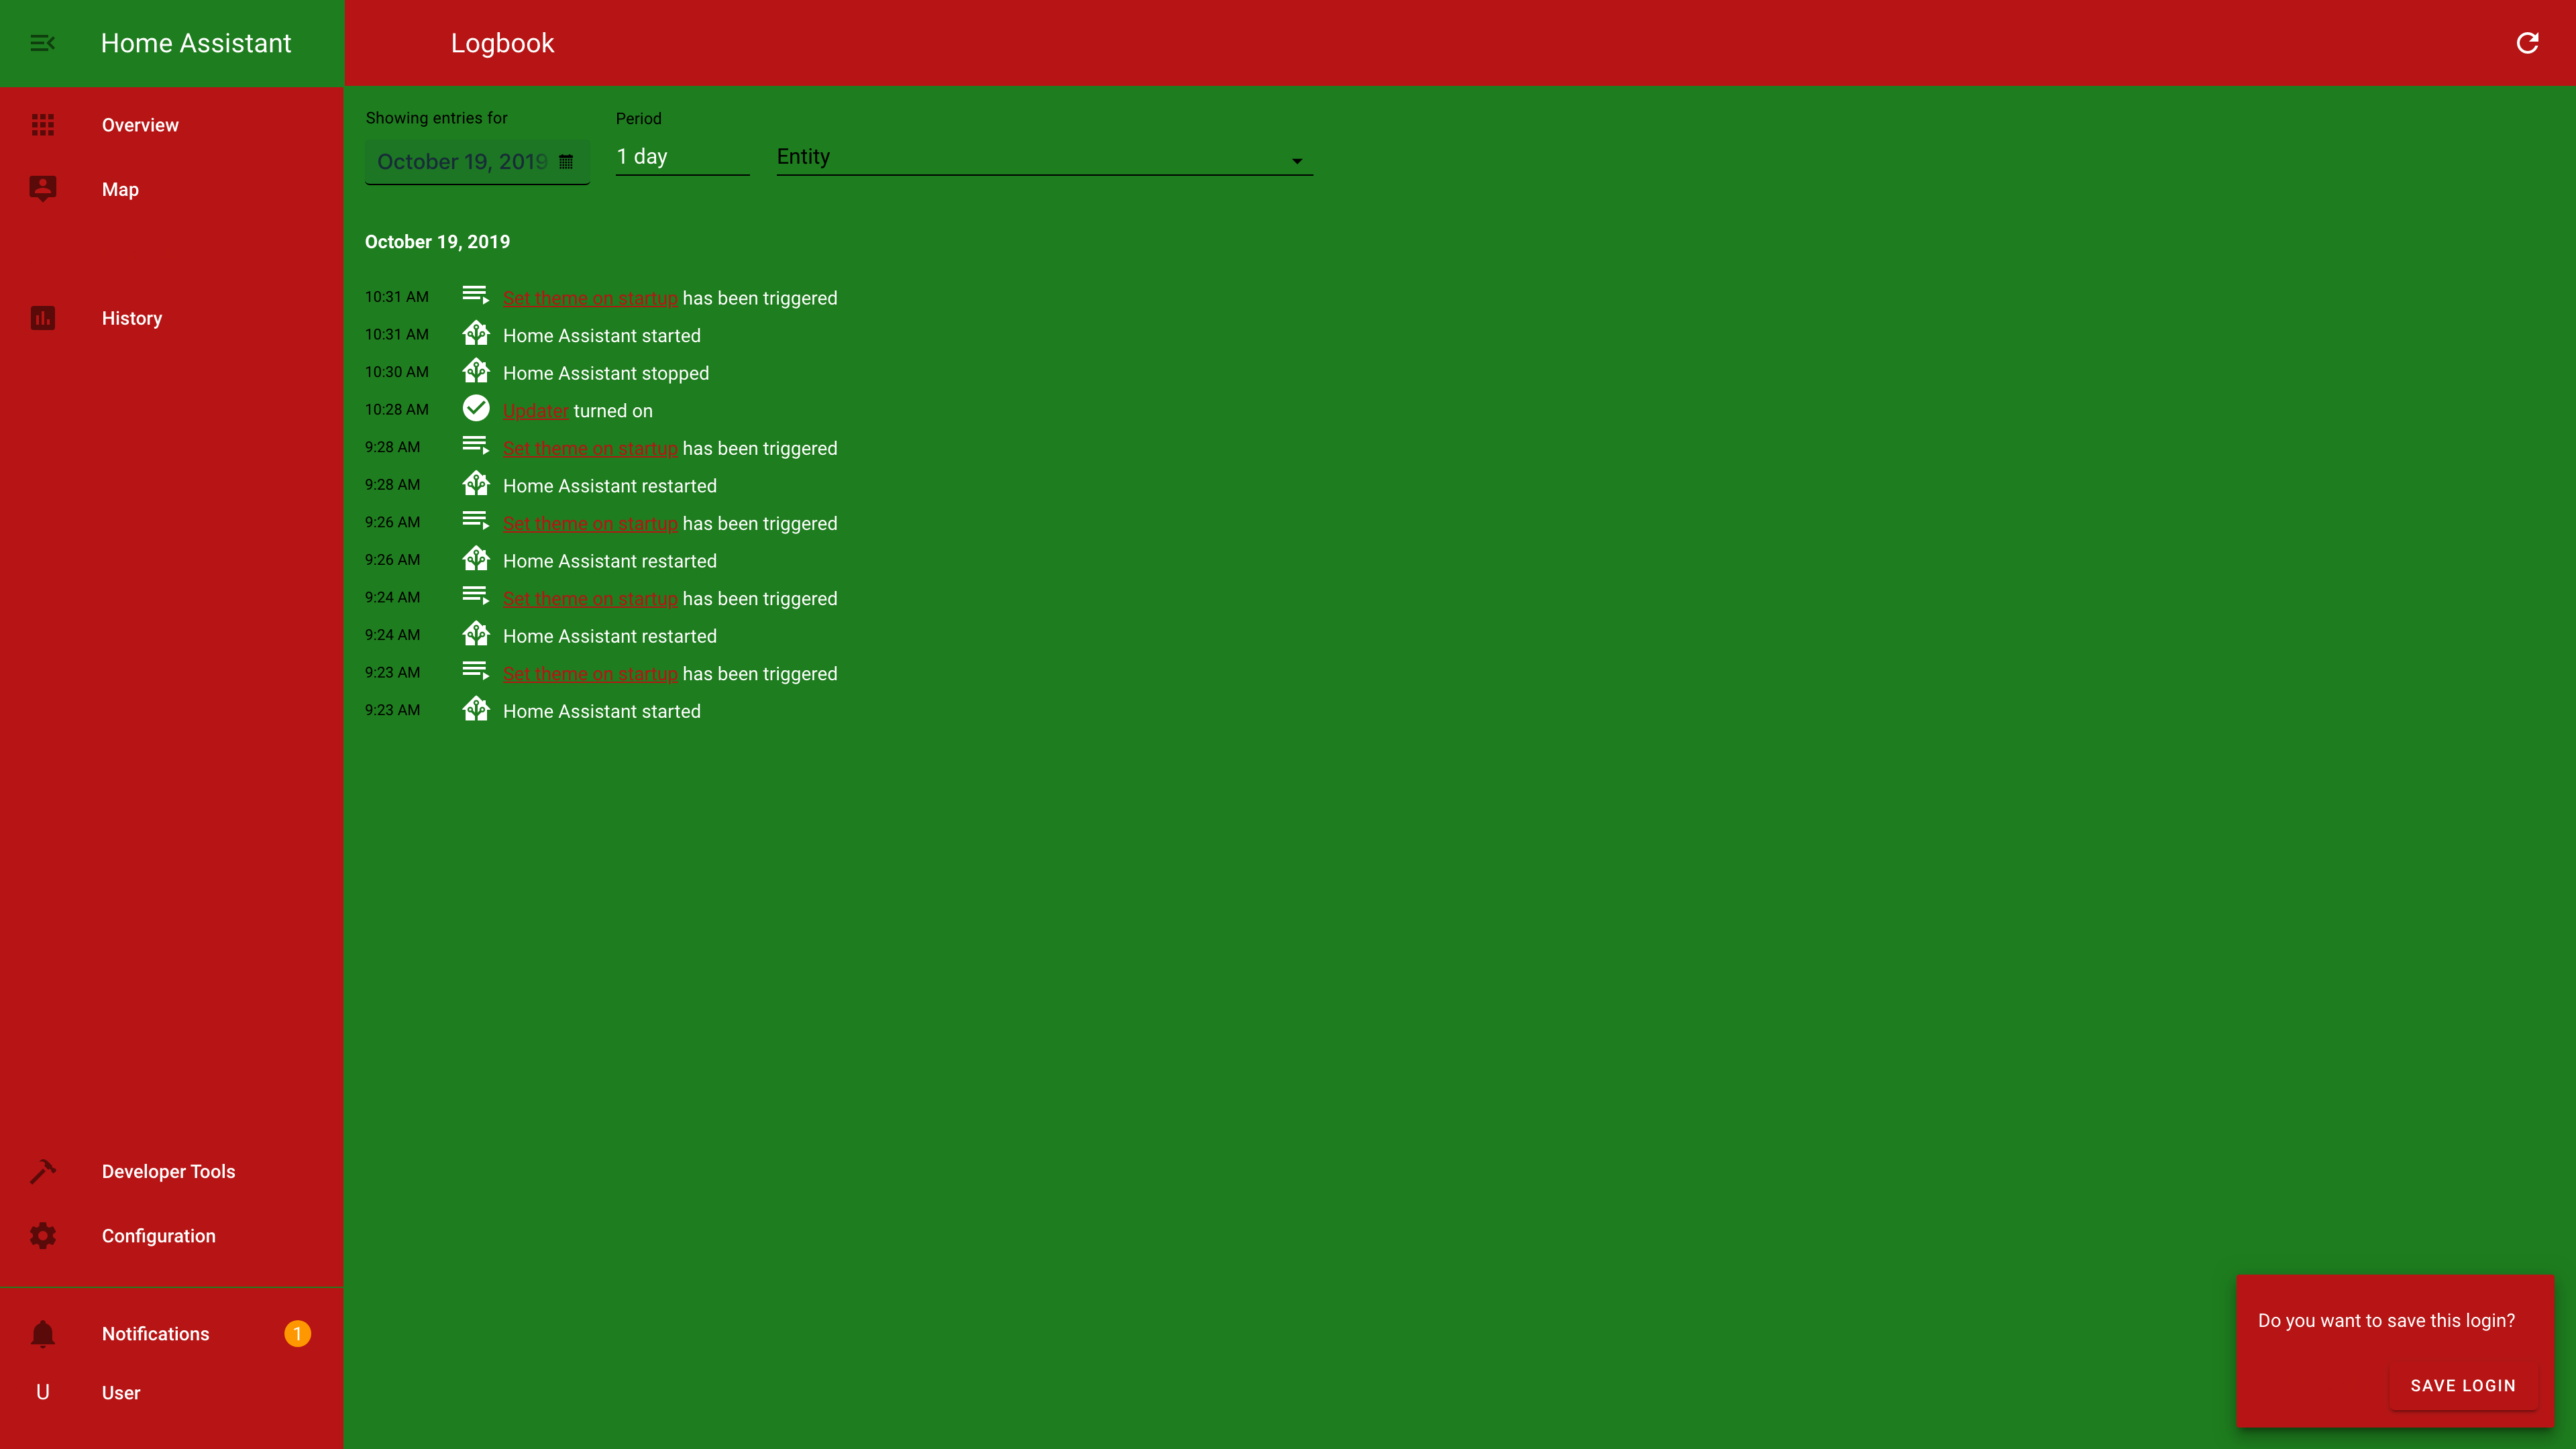 Home Assistant
Logbook
Overview
Map
History
Developer Tools
Configuration
Notifications 1
U User
Showing entries for
October 19, 2019
Period
1 day
Entity
October 19, 2019
10:31 AM Set theme on startup has been triggered
10:31 AM Home Assistant started
10:30 AM Home Assistant stopped
10:28 AM Updater turned on
9:28 AM Set theme on startup has been triggered
9:28 AM Home Assistant restarted
9:26 AM Set theme on startup has been triggered
9:26 AM Home Assistant restarted
9:24 AM Set theme on startup has been triggered
9:24 AM Home Assistant restarted
9:23 AM Set theme on startup has been triggered
9:23 AM Home Assistant started
Do you want to save this login?
SAVE LOGIN